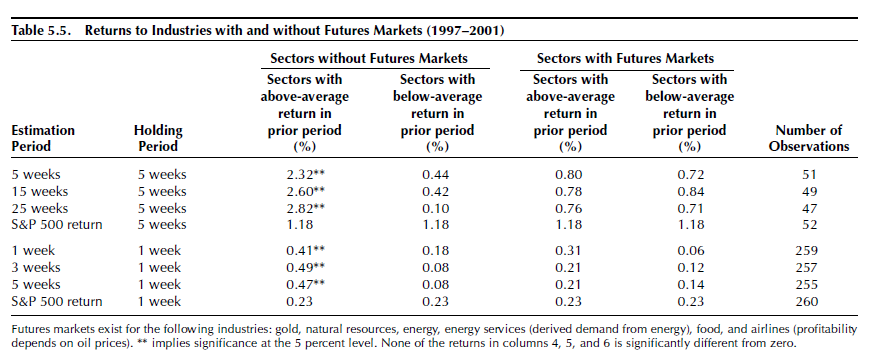 Table 5.5. Returns to Industries with and without Futures Markets (1997–2001)
Sectors without Futures Markets Sectors with Futures Markets
Sectors with Sectors with Sectors with Sectors with
above-average below-average above-average below-average
return in return in return in return in
Estimation Holding prior period prior period prior period prior period Number of
Period Period (%) (%) (%) (%) Observations
5 weeks 5 weeks 2.32** 0.44 0.80 0.72 51
15 weeks 5 weeks 2.60** 0.42 0.78 0.84 49
25 weeks 5 weeks 2.82** 0.10 0.76 0.71 47
S&P 500 return 5 weeks 1.18 1.18 1.18 1.18 52
1 week 1 week 0.41** 0.18 0.31 0.06 259
3 weeks 1 week 0.49** 0.08 0.21 0.12 257
5 weeks 1 week 0.47** 0.08 0.21 0.14 255
S&P 500 return 1 week 0.23 0.23 0.23 0.23 260
Futures markets exist for the following industries: gold, natural resources, energy, energy services (derived demand from energy), food, and airlines (profitability
depends on oil prices). ** implies significance at the 5 percent level. None of the returns in columns 4, 5, and 6 is significantly different from zero.